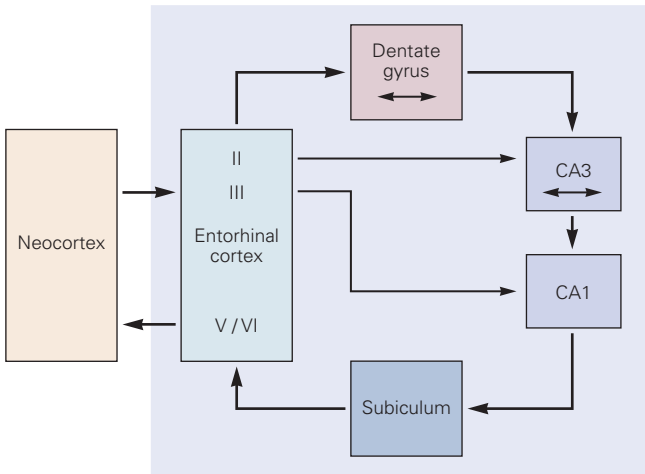 Dentate
gyrus
II
CA3
III
Neocortex
Entorhinal
cortex
CA1
V / VI
Subiculum